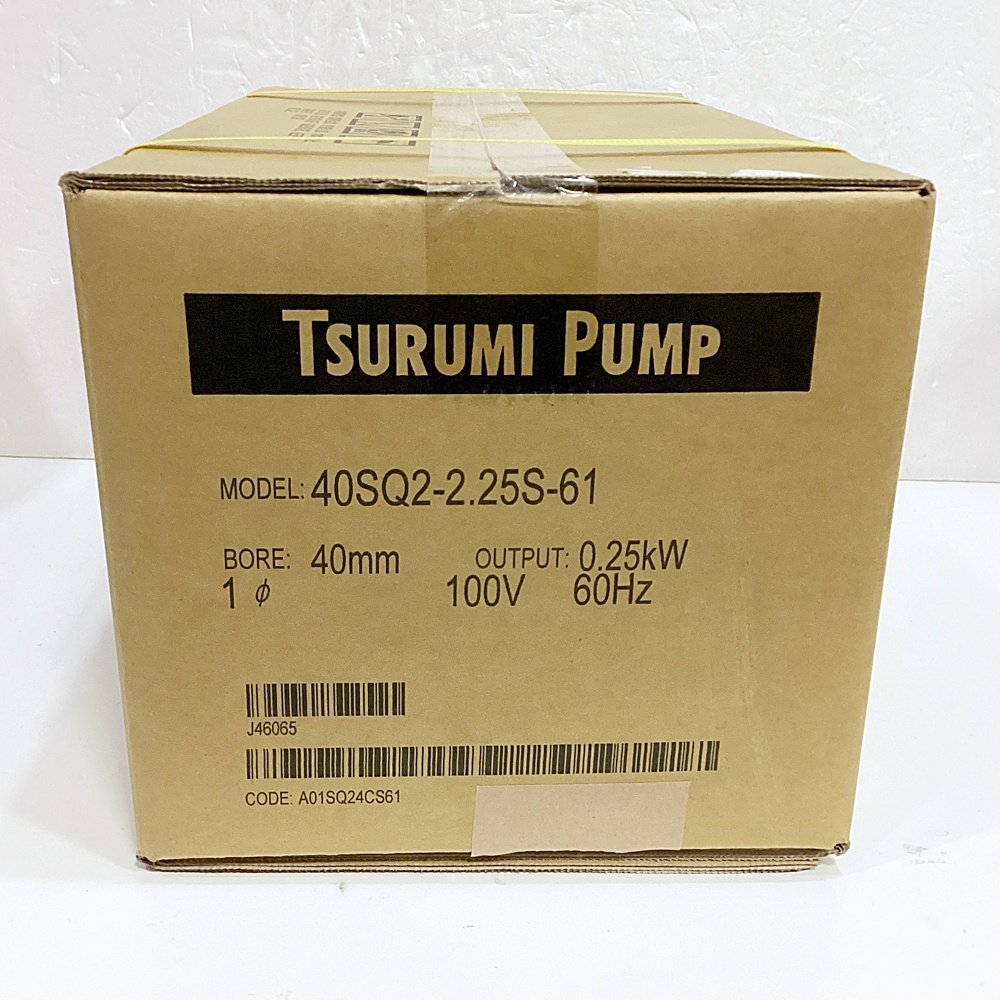 TSURUMI PUMP
MODEL: 40SQ2-2.25S-61
BORE: 40mm OUTPUT: 0.25kW
1 φ 100V 60Hz
J46065
CODE: A01SQ24CS61